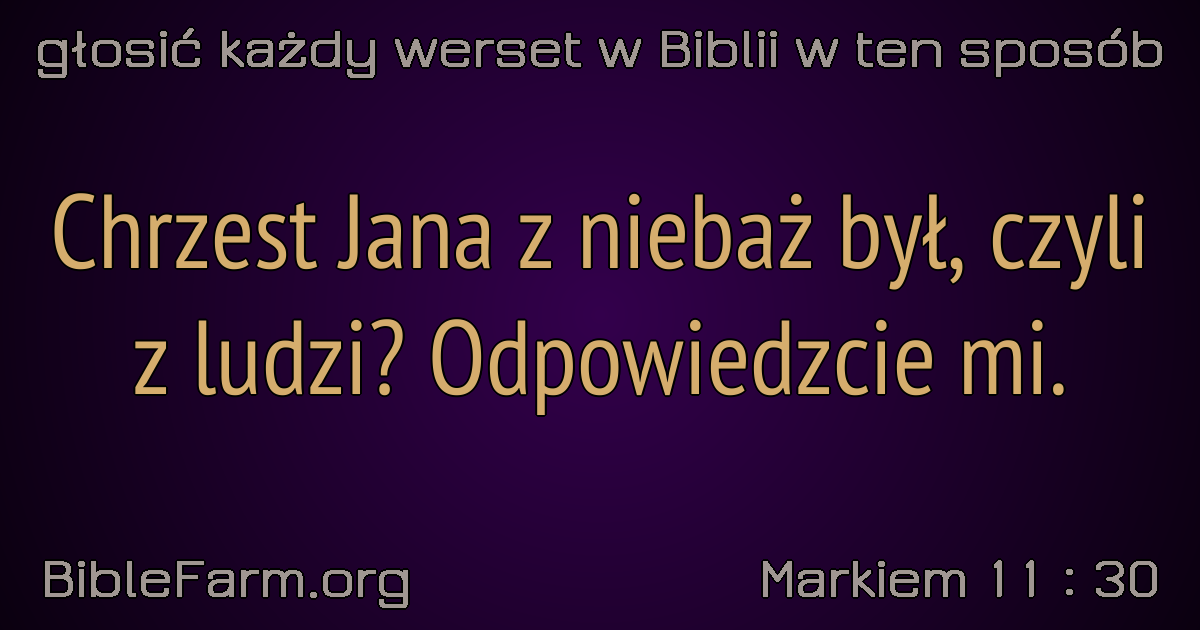 głosić każdy werset w Biblii w ten sposób
Chrzest Jana z niebaż był, czyli
z ludzi? Odpowiedzcie mi.
BibleFarm.org
Markiem 11 : 30